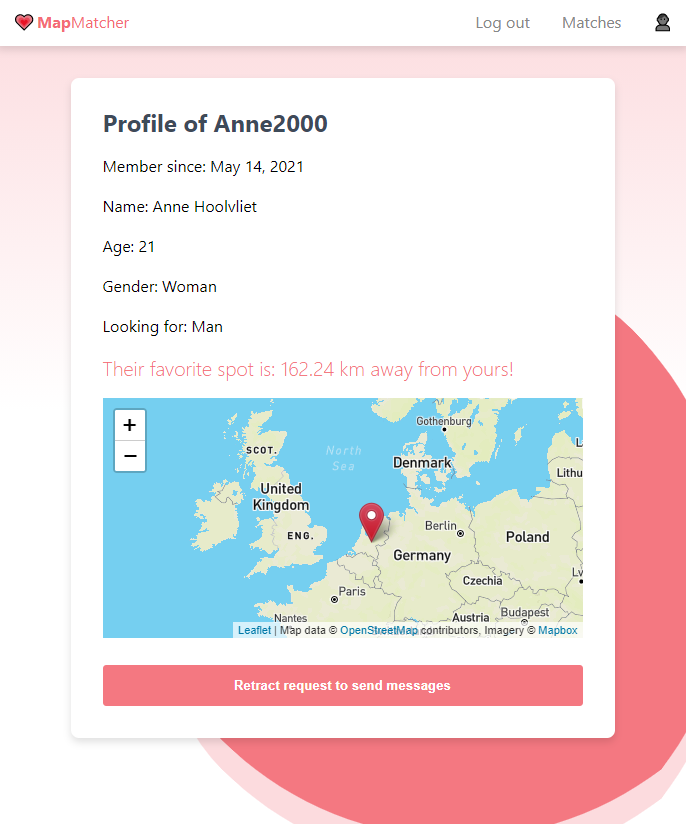 MapMatcher
Log out
Matches
Profile of Anne2000
Member since: May 14, 2021
Name: Anne Hoolvliet
Age: 21
Gender: Woman
Looking for: Man
Their favorite spot is: 162.24 km away from yours!
+
−
Gothenburg
SCOT.
North
Sea
Denmark
L
Lithu
United
Kingdom
ENG.
Berlin
Poland
Germany
Paris
Czechia
Lv
Nantes
Austria
Budapest
Leaflet | Map data © OpenStreetMap contributors, Imagery © Mapbox
Retract request to send messages